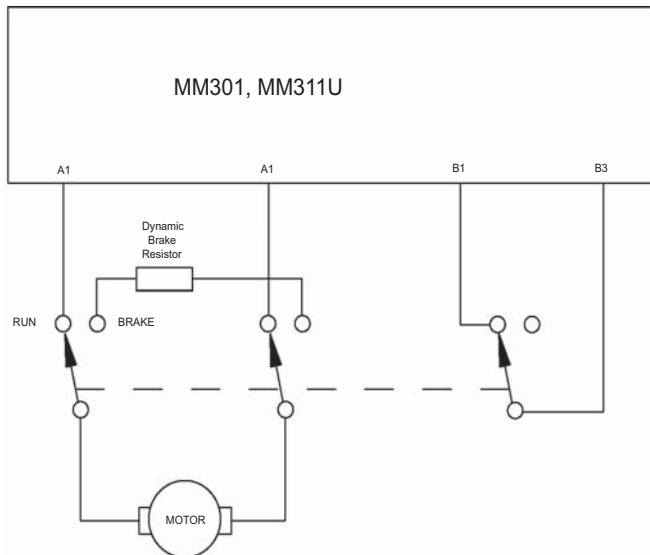 MM301, MM311U
A1
A1
B1
B3
Dynamic
Brake
Resistor
RUN
BRAKE
MOTOR